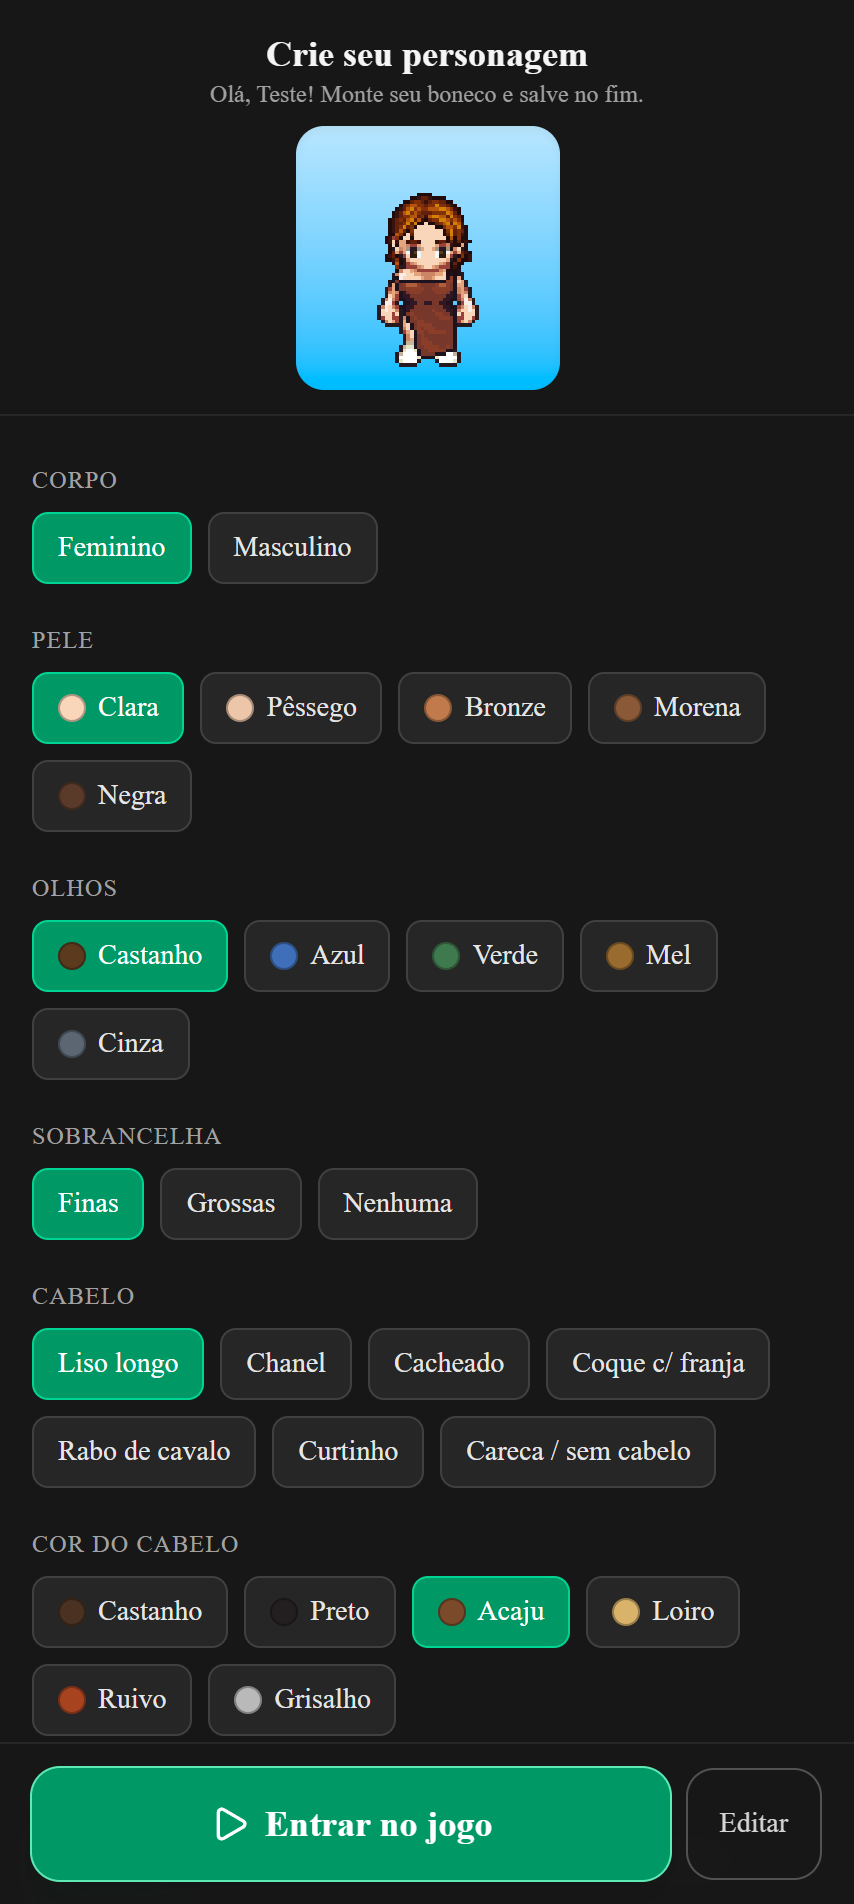 Crie seu personagem
Olá, Teste! Monte seu boneco e salve no fim.
CORPO
Feminino Masculino
PELE
Clara Pêssego Bronze Morena
Negra
OLHOS
Castanho Azul Verde Mel
Cinza
SOBRANCELHA
Finas Grossas Nenhuma
CABELO
Liso longo Chanel Cacheado Coque c/ franja
Rabo de cavalo Curtinho Careca / sem cabelo
COR DO CABELO
Castanho Preto Acaju Loiro
Ruivo Grisalho
Entrar no jogo Editar